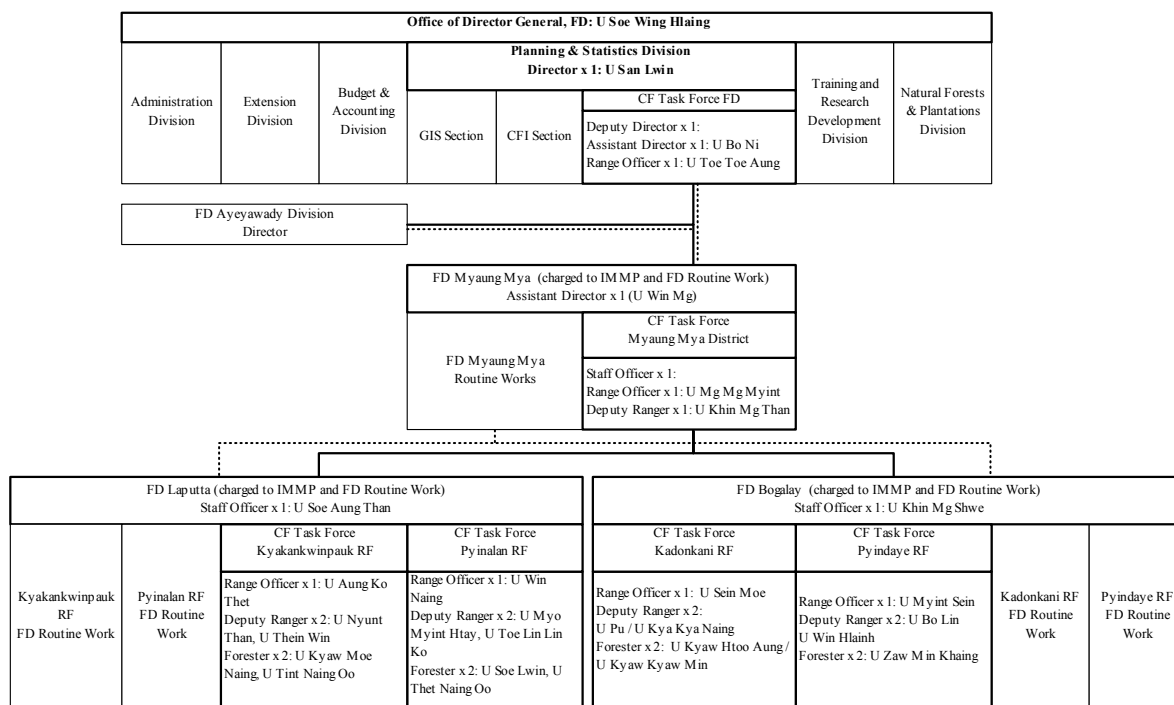 Office of Director General, FD: U Soe Wing Hlaing
Administration
Division
Extension
Division
Budget &
Accounting
Division
Planning & Statistics Division
Director x 1: U San Lwin
GIS Section
CFI Section
CF Task Force FD
Deputy Director x 1:
Assistant Director x 1: U Bo Ni
Range Officer x 1: U Toe Toe Aung
Training and
Research
Development
Division
Natural Forests
& Plantations
Division
FD Ayeyawady Division
Director
FD Myaung Mya (charged to IMMP and FD Routine Work)
Assistant Director x 1 (U Win Mg)
FD Myaung Mya
Routine Works
CF Task Force
Myaung Mya District
Staff Officer x 1:
Range Officer x 1: U Mg Mg Myint
Deputy Ranger x 1: U Khin Mg Than
FD Laputta (charged to IMMP and FD Routine Work)
Staff Officer x 1: U Soe Aung Than
Kyakankwinpauk
RF
FD Routine Work
Pyinalan RF
FD Routine
Work
CF Task Force
Kyakankwinpauk RF
Range Officer x 1: U Aung Ko
Thet
Deputy Ranger x 2: U Nyunt
Than, U Thein Win
Forester x 2: U Kyaw Moe
Naing, U Tint Naing Oo
CF Task Force
Pyinalan RF
Range Officer x 1: U Win
Naing
Deputy Ranger x 2: U Myo
Myint Htay, U Toe Lin Lin
Ko
Forester x 2: U Soe Lwin, U
Thet Naing Oo
FD Bogalay (charged to IMMP and FD Routine Work)
Staff Officer x 1: U Khin Mg Shwe
CF Task Force
Kadonkani RF
Range Officer x 1: U Sein Moe
Deputy Ranger x 2:
U Pu / U Kya Kya Naing
Forester x 2: U Kyaw Htoo Aung /
U Kyaw Kyaw Min
CF Task Force
Pyindaye RF
Range Officer x 1: U Myint Sein
Deputy Ranger x 2: U Bo Lin
U Win Hlainh
Forester x 2: U Zaw Min Khaing
Kadonkani RF
FD Routine
Work
Pyindaye RF
FD Routine
Work